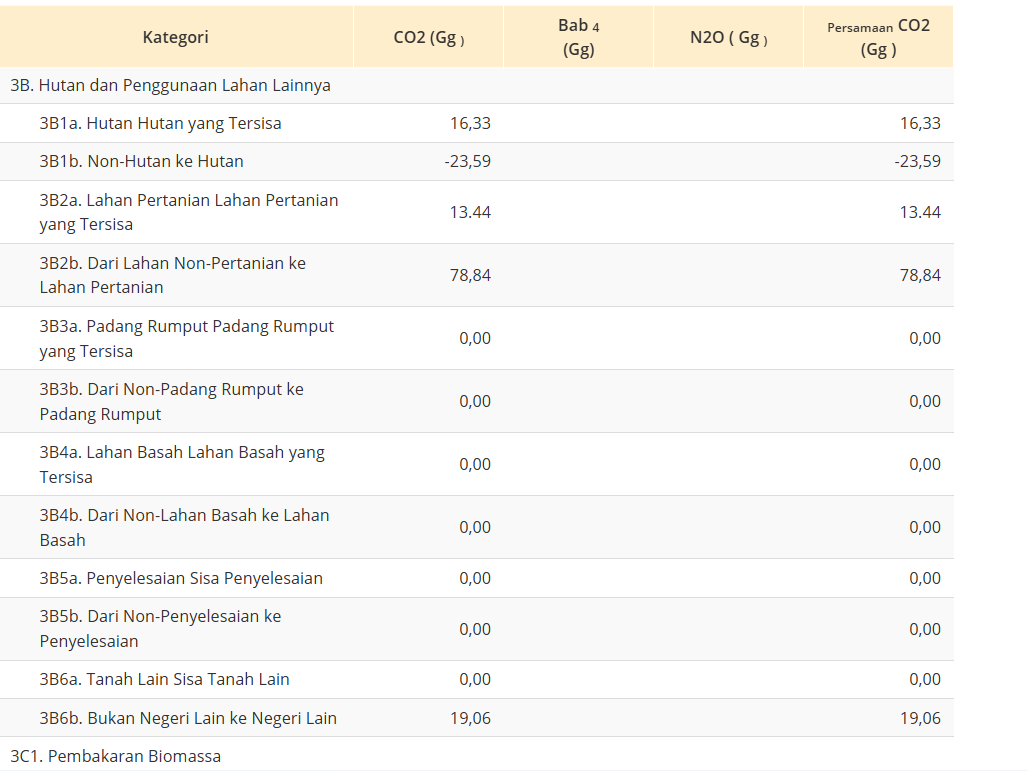 Kategori CO2 (Gg ) Bab 4 (Gg) N2O ( Gg ) Persamaan CO2 (Gg )
3B. Hutan dan Penggunaan Lahan Lainnya
3B1a. Hutan Hutan yang Tersisa 16,33 16,33
3B1b. Non-Hutan ke Hutan -23,59 -23,59
3B2a. Lahan Pertanian Lahan Pertanian
yang Tersisa 13.44 13.44
3B2b. Dari Lahan Non-Pertanian ke
Lahan Pertanian 78,84 78,84
3B3a. Padang Rumput Padang Rumput
yang Tersisa 0,00 0,00
3B3b. Dari Non-Padang Rumput ke
Padang Rumput 0,00 0,00
3B4a. Lahan Basah Lahan Basah yang
Tersisa 0,00 0,00
3B4b. Dari Non-Lahan Basah ke Lahan
Basah 0,00 0,00
3B5a. Penyelesaian Sisa Penyelesaian 0,00 0,00
3B5b. Dari Non-Penyelesaian ke
Penyelesaian 0,00 0,00
3B6a. Tanah Lain Sisa Tanah Lain 0,00 0,00
3B6b. Bukan Negeri Lain ke Negeri Lain 19,06 19,06
3C1. Pembakaran Biomassa